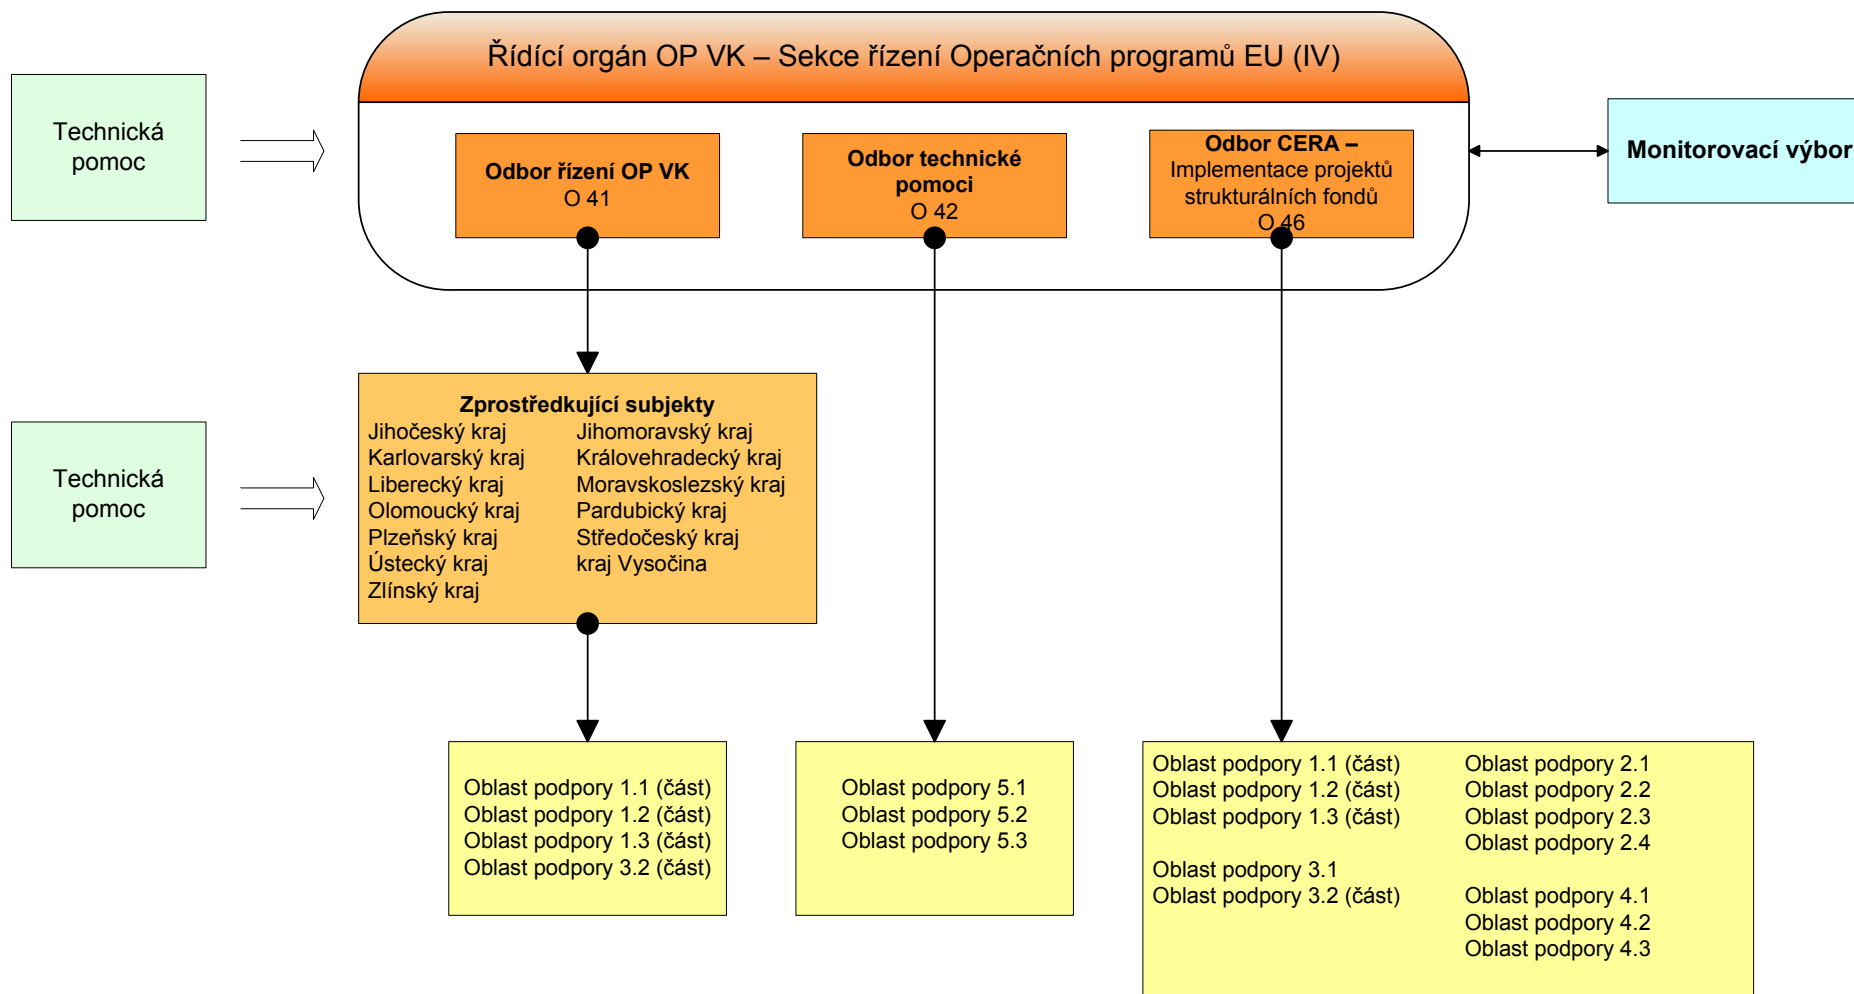 Řídící orgán OP VK – Sekce řízení Operačních programů EU (IV)
Technická
pomoc
Odbor řízení OP VK
O 41
Odbor technické
pomoci
O 42
Odbor CERA –
Implementace projektů
strukturálních fondů
O 46
Monitorovací výbor
Technická
pomoc
Zprostředkující subjekty
Jihočeský kraj
Karlovarský kraj
Liberecký kraj
Olomoucký kraj
Plzeňský kraj
Ústecký kraj
Zlínský kraj
Jihomoravský kraj
Královehradecký kraj
Moravskoslezský kraj
Pardubický kraj
Středočeský kraj
kraj Vysočina
Oblast podpory 1.1 (část)
Oblast podpory 1.2 (část)
Oblast podpory 1.3 (část)
Oblast podpory 3.2 (část)
Oblast podpory 5.1
Oblast podpory 5.2
Oblast podpory 5.3
Oblast podpory 1.1 (část)
Oblast podpory 1.2 (část)
Oblast podpory 1.3 (část)
Oblast podpory 3.1
Oblast podpory 3.2 (část)
Oblast podpory 2.1
Oblast podpory 2.2
Oblast podpory 2.3
Oblast podpory 2.4
Oblast podpory 4.1
Oblast podpory 4.2
Oblast podpory 4.3